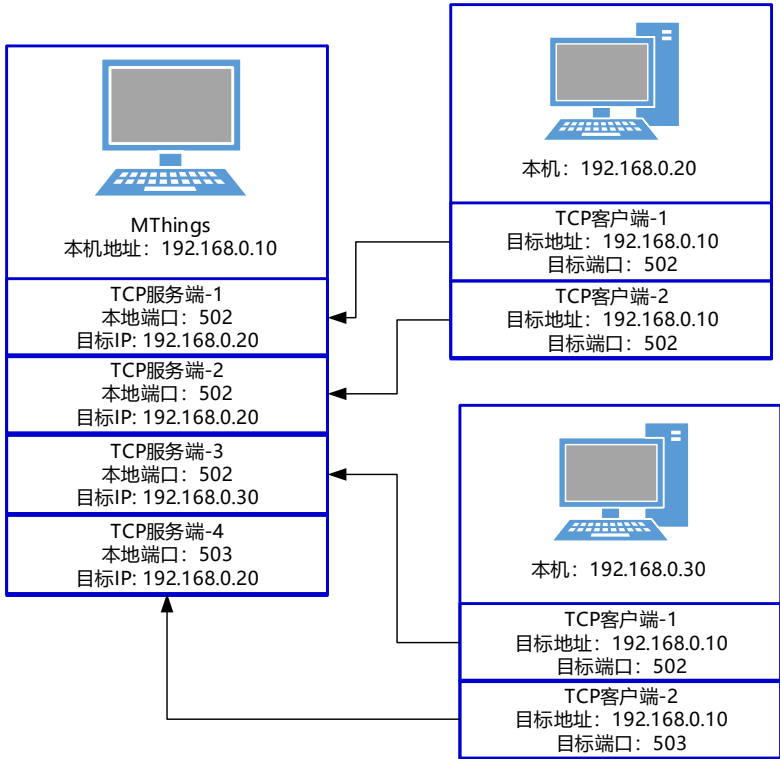 MThings
本机地址：192.168.0.10
TCP服务端-1
本地端口：502
目标IP: 192.168.0.20
TCP服务端-2
本地端口：502
目标IP: 192.168.0.20
TCP服务端-3
本地端口：502
目标IP: 192.168.0.30
TCP服务端-4
本地端口：503
目标IP: 192.168.0.20
本机：192.168.0.20
TCP客户端-1
目标地址：192.168.0.10
目标端口：502
TCP客户端-2
目标地址：192.168.0.10
目标端口：502
本机：192.168.0.30
TCP客户端-1
目标地址：192.168.0.10
目标端口：502
TCP客户端-2
目标地址：192.168.0.10
目标端口：503